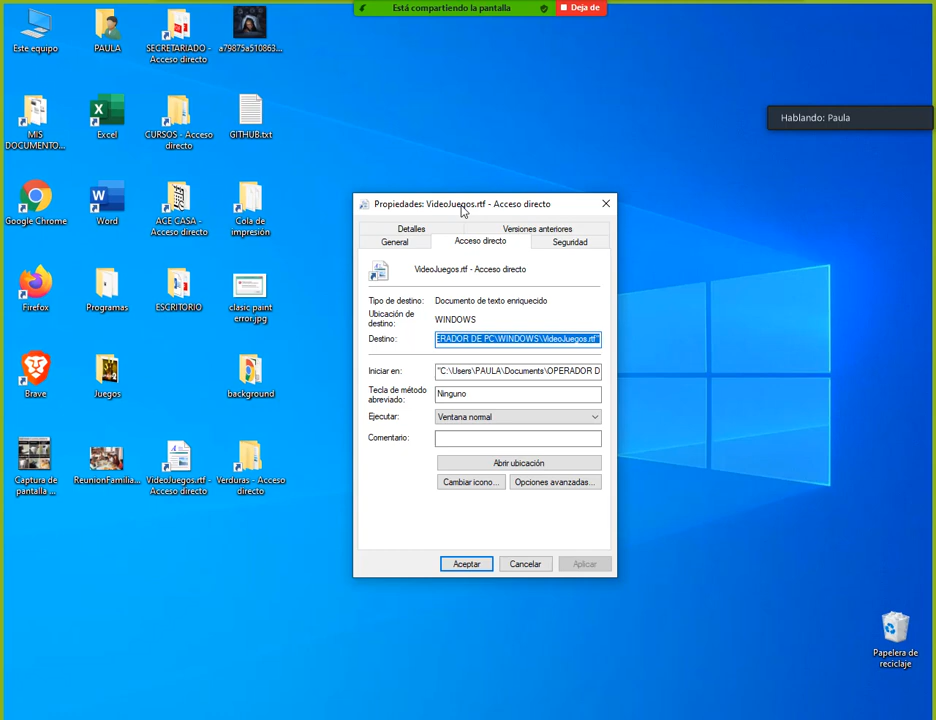 Está compartiendo la pantalla
Deja de
Hablando: Paula
Este equipo
PAULA
SECRETARIADO -
Acceso directo
a79875a510863...
MIS
DOCUMENTO...
Excel
CURSOS - Acceso
directo
GITHUB.txt
Google Chrome
Word
ACE CASA -
Acceso directo
Cola de
impresión
Firefox
Programas
ESCRITORIO
clasic paint
error.jpg
Brave
Juegos
background
Captura de
pantalla ...
ReunionFamilia...
VideoJuegos.rtf -
Acceso directo
Verduras - Acceso
directo
Propiedades: VideoJuegos.rtf - Acceso directo
Detalles
Versiones anteriores
General
Acceso directo
Seguridad
VideoJuegos.rtf - Acceso directo
Tipo de destino: Documento de texto enriquecido
Ubicación de
destino: WINDOWS
Destino: ERADOR DE PC\WINDOWS\VideoJuegos.rtf"
Iniciar en: "C:\Users\PAULA\Documents\OPERADOR D
Tecla de método
abreviado: Ninguno
Ejecutar: Ventana normal
Comentario:
Abrir ubicación
Cambiar icono...
Opciones avanzadas...
Aceptar
Cancelar
Aplicar
Papelera de
reciclaje